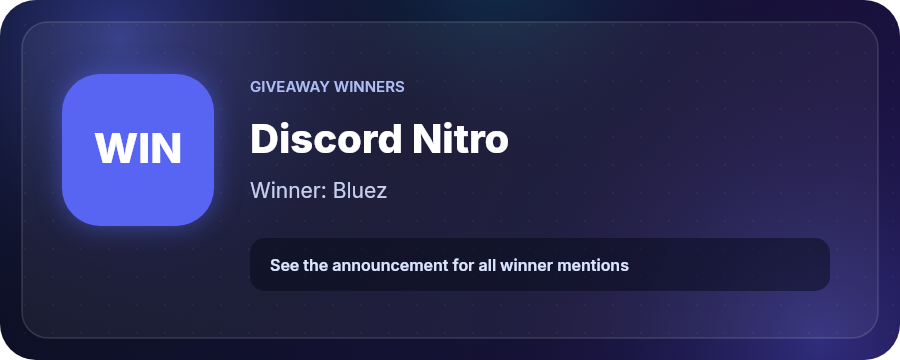 WIN
GIVEAWAY WINNERS
Discord Nitro
Winner: Bluez
See the announcement for all winner mentions